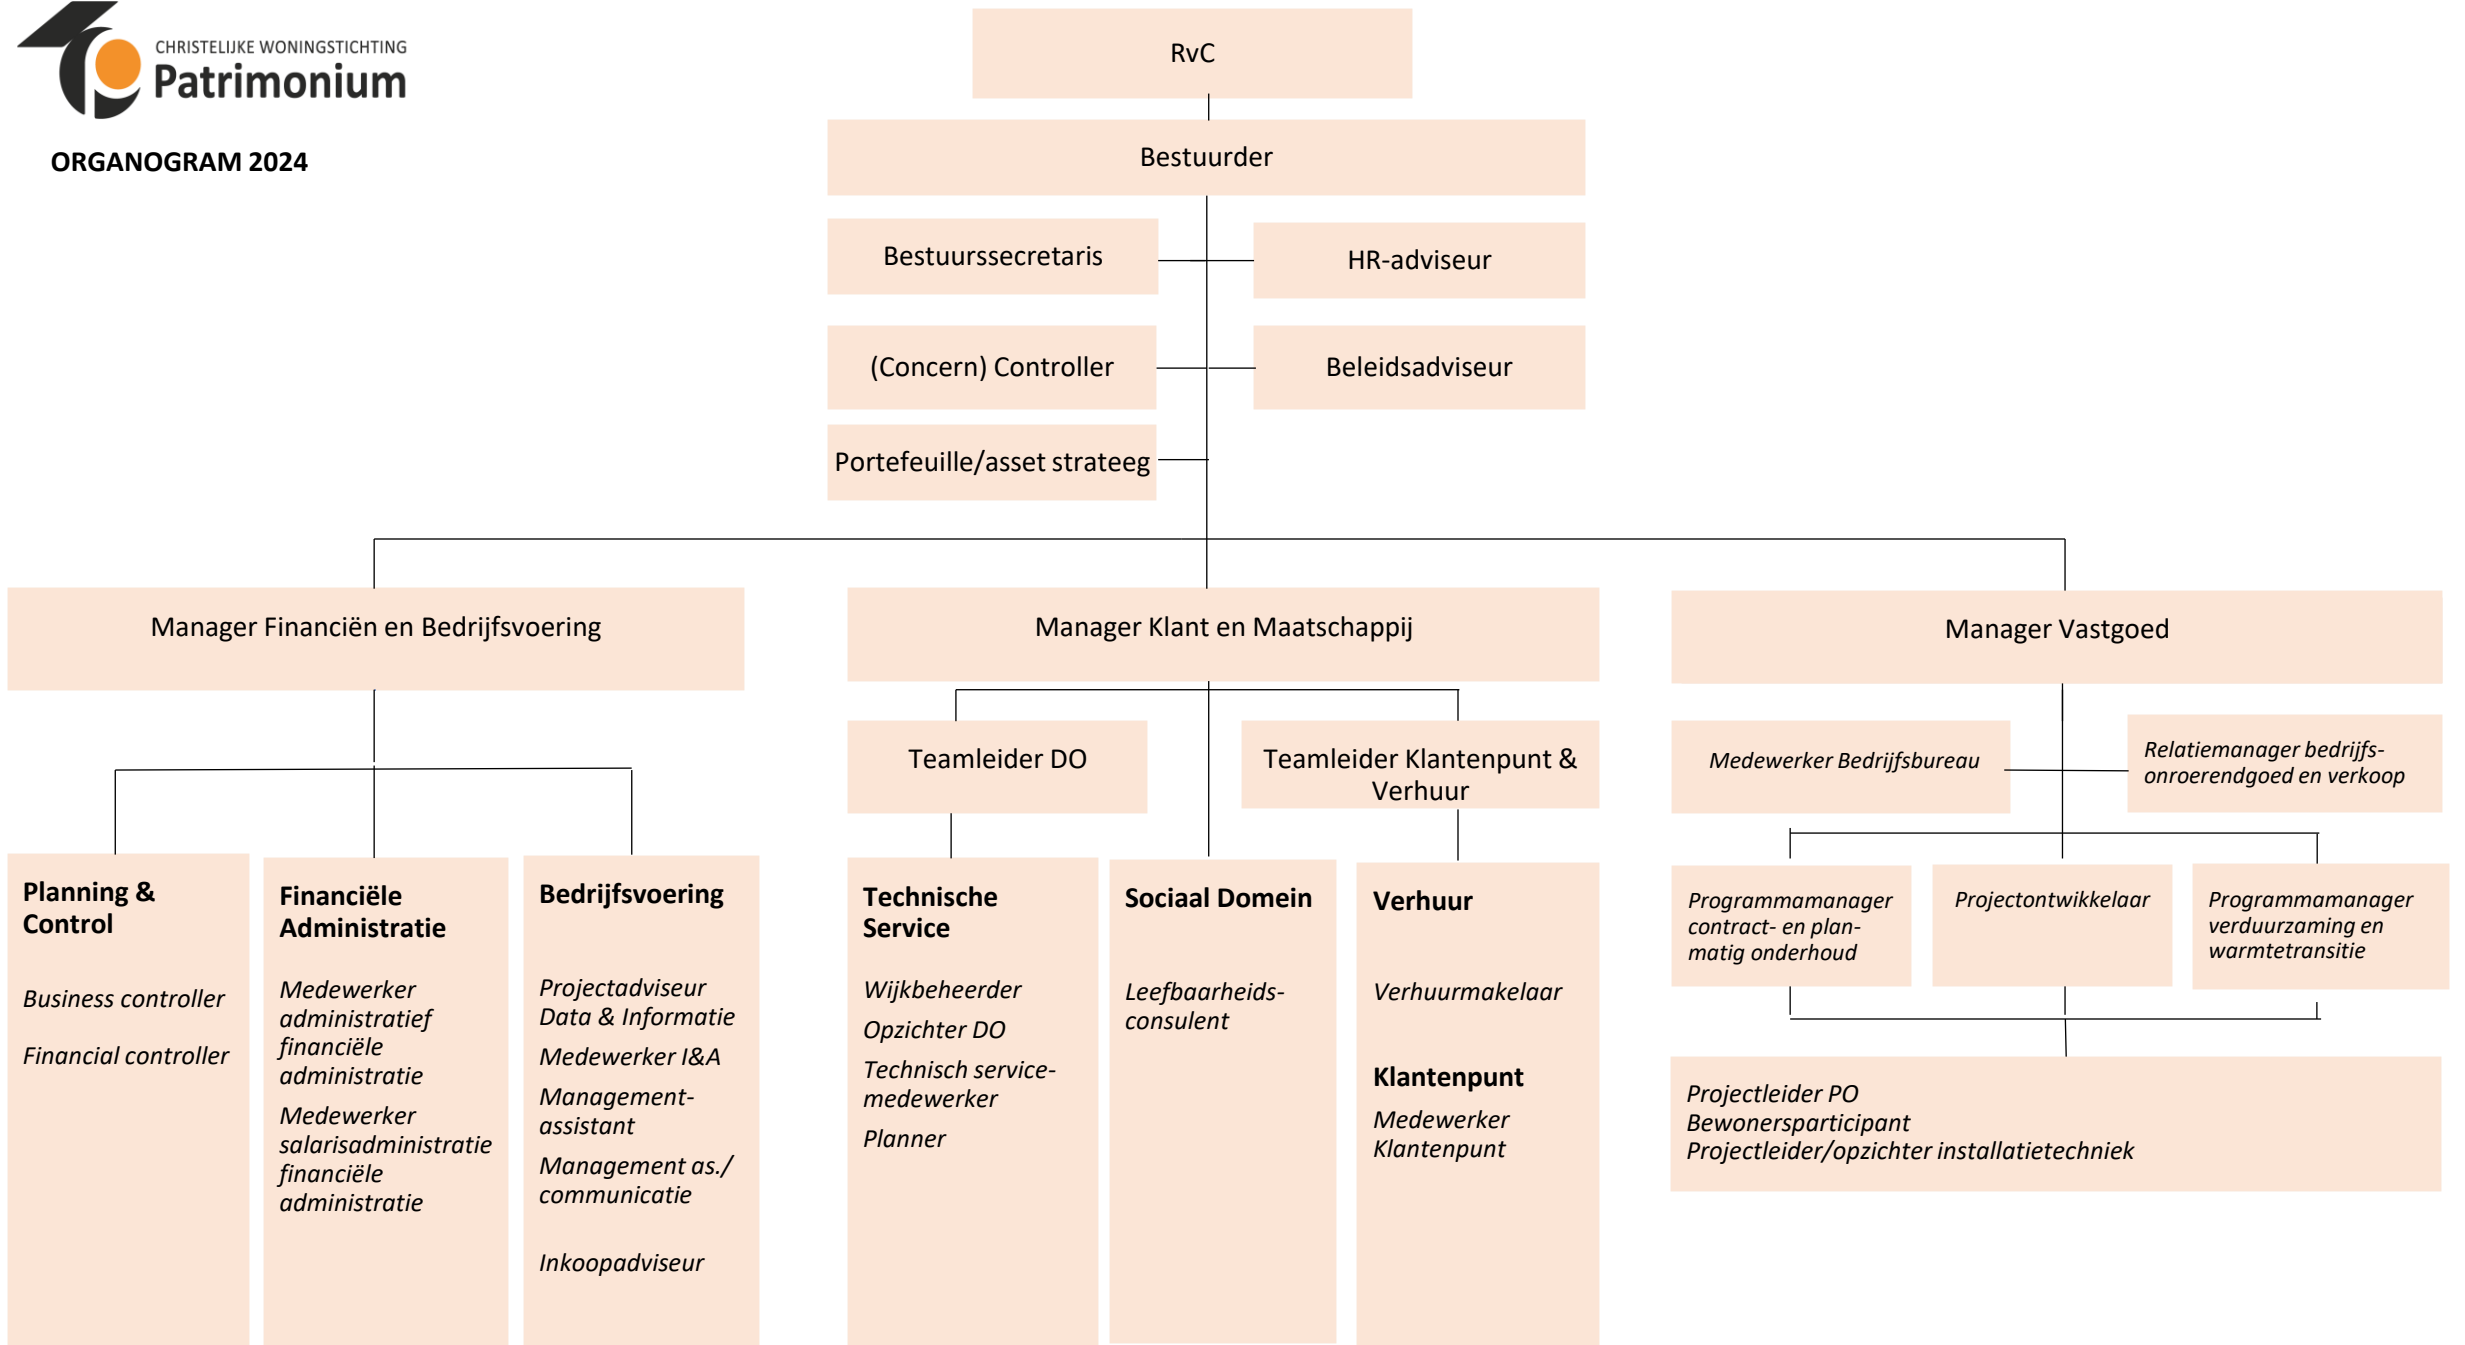 CHRISTELIJKE WONINGSTICHTING
Patrimonium
ORGANOGRAM 2024
RvC
Bestuurder
Bestuurssecretaris
HR-adviseur
(Concern) Controller
Beleidsadviseur
Portefeuille/asset strateeg
Manager Financiën en Bedrijfsvoering
Manager Klant en Maatschappij
Manager Vastgoed
Teamleider DO
Teamleider Klantenpunt &
Verhuur
Medewerker Bedrijfsbureau
Relatiemanager bedrijfs-
onroerendgoed en verkoop
Planning &
Control
Business controller
Financial controller
Financiële
Administratie
Medewerker
administratief
financiële
administratie
Medewerker
salarisadministratie
financiële
administratie
Bedrijfsvoering
Projectadviseur
Data & Informatie
Medewerker I&A
Management-
assistant
Management as./
communicatie
Inkoopadviseur
Technische
Service
Wijkbeheerder
Opzichter DO
Technisch service-
medewerker
Planner
Sociaal Domein
Leefbaarheids-
consulent
Verhuur
Verhuurmakelaar
Klantenpunt
Medewerker
Klantenpunt
Programmamanager
contract- en plan-
matig onderhoud
Projectontwikkelaar
Programmamanager
verduurzaming en
warmtetransitie
Projectleider PO
Bewonersparticipant
Projectleider/opzichter installatietechniek